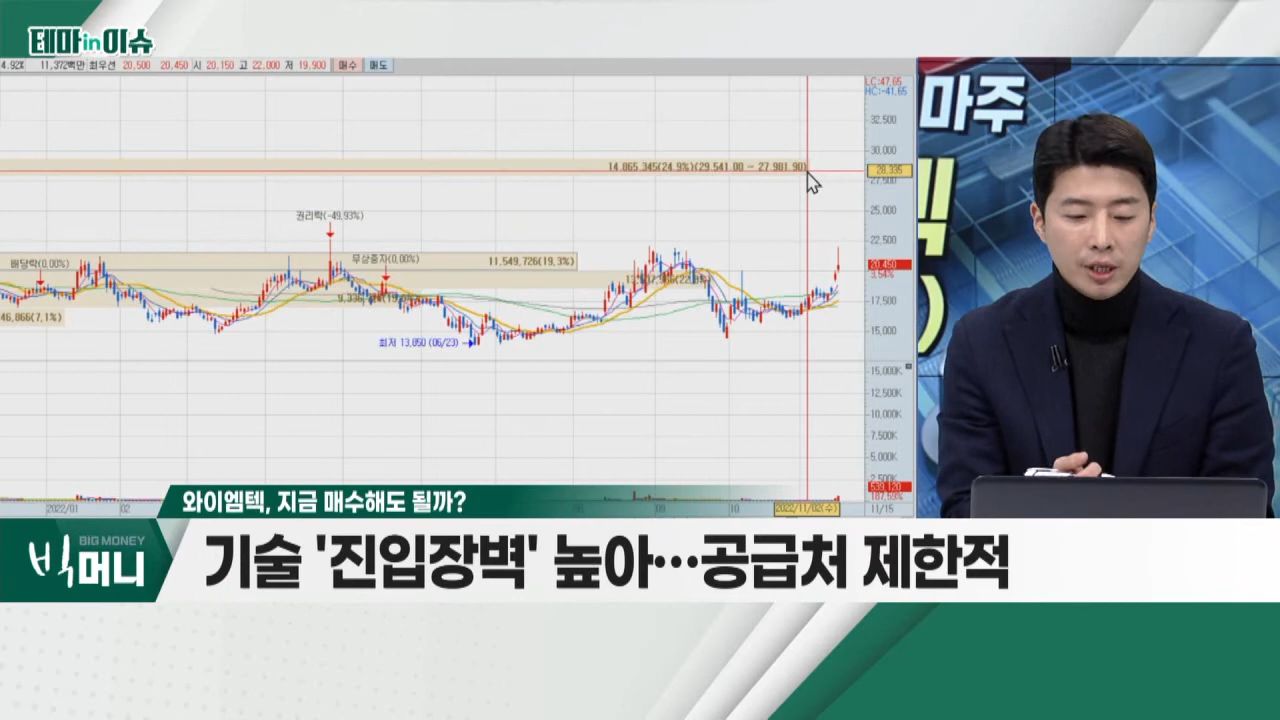 테마in이슈
4.92% 11,372백만 최우선 20,500 20,450 시 20,150 고 22,000 저 19,900 매수 매도
LC:47.65
HC:-41.65
32,500
30,000
14,865,345(24.9%)(29,541.00 ~ 27,981.90)
28,335
27,500
25,000
권리락(-49,93%)
22,500
배당락(0,00%)
무상증자(0,00%)
11,549,726(19,3%)
20,450
3.54%
17,500
46,866(7,1%)
15,000
최저 13,850 (06/23)
15,000K
12,500K
10,000K
7,500K
5,000K
2,500K
539,120
187.59%
2022/01 02 09 10 2022/11/02(수) 11/15
마주
와이엠텍, 지금 매수해도 될까?
BIG MONEY
빅머니
기술 '진입장벽' 높아…공급처 제한적